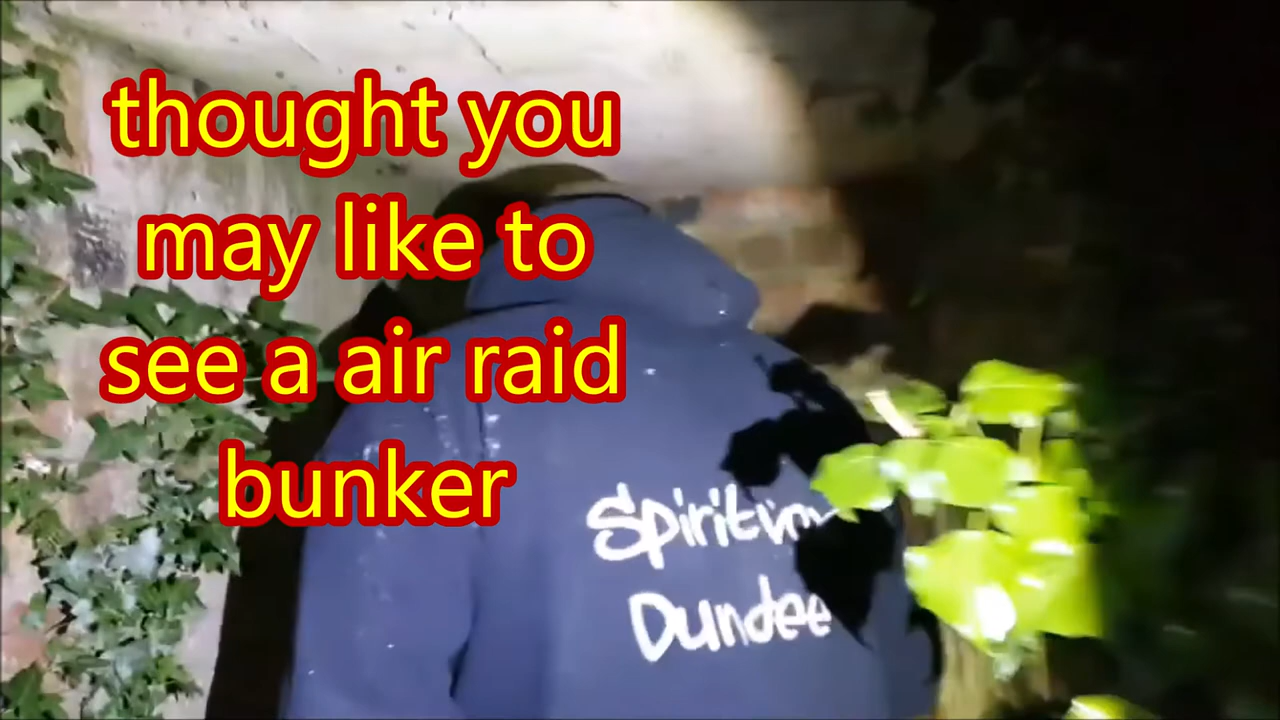 thought you
may like to
see a air raid
bunker
Dundee